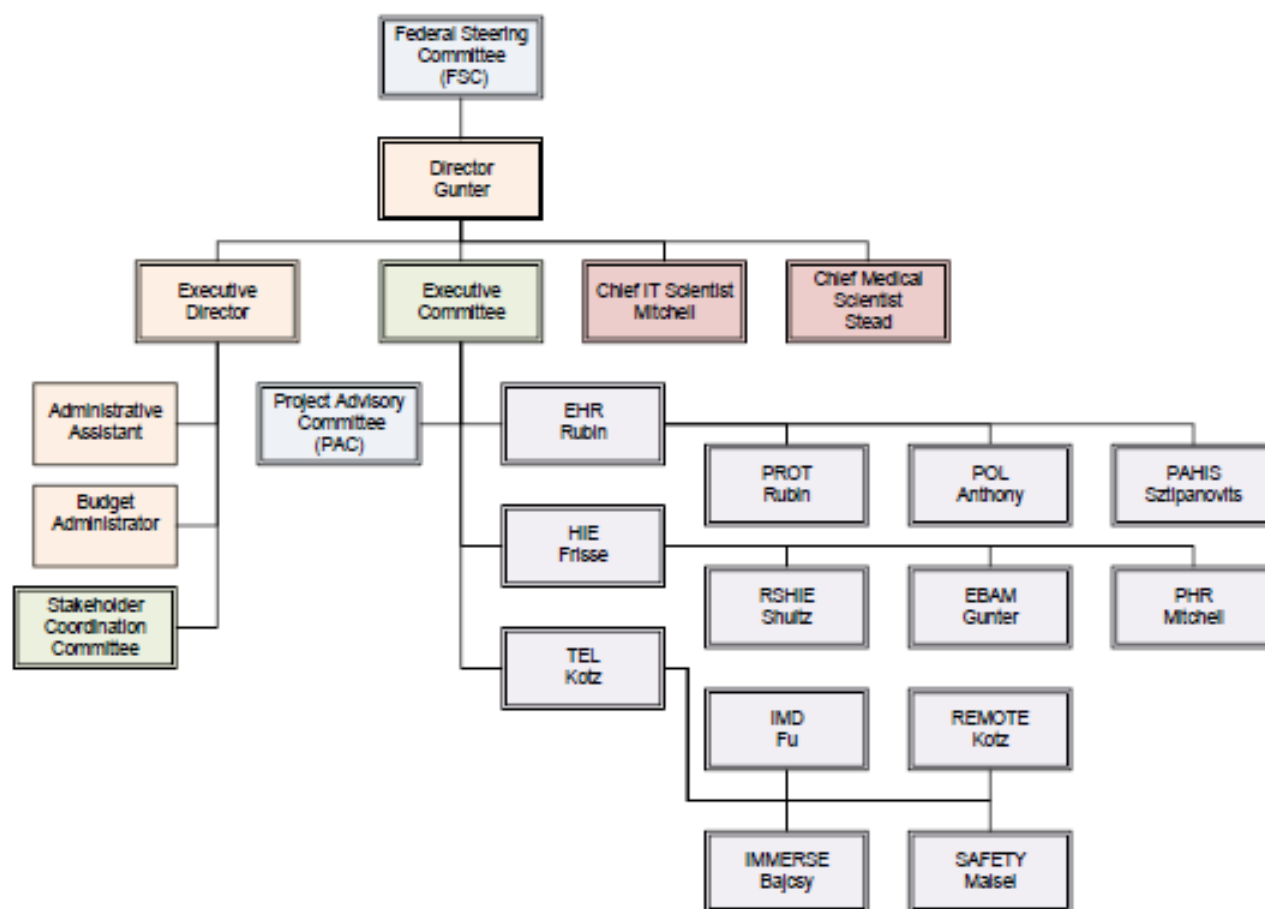 Federal Steering
Committee
(FSC)
Director
Gunter
Executive
Director
Executive
Committee
Chief IT Scientist
Mitchell
Chief Medical
Scientist
Stead
Administrative
Assistant
Project Advisory
Committee
(PAC)
EHR
Rubin
PROT
Rubin
POL
Anthony
PAHIS
Sztipanovits
Budget
Administrator
HIE
Frisse
RSHIE
Shultz
EBAM
Gunter
PHR
Mitchell
Stakeholder
Coordination
Committee
TEL
Kotz
IMD
Fu
REMOTE
Kotz
IMMERSE
Bajcsy
SAFETY
Maisel